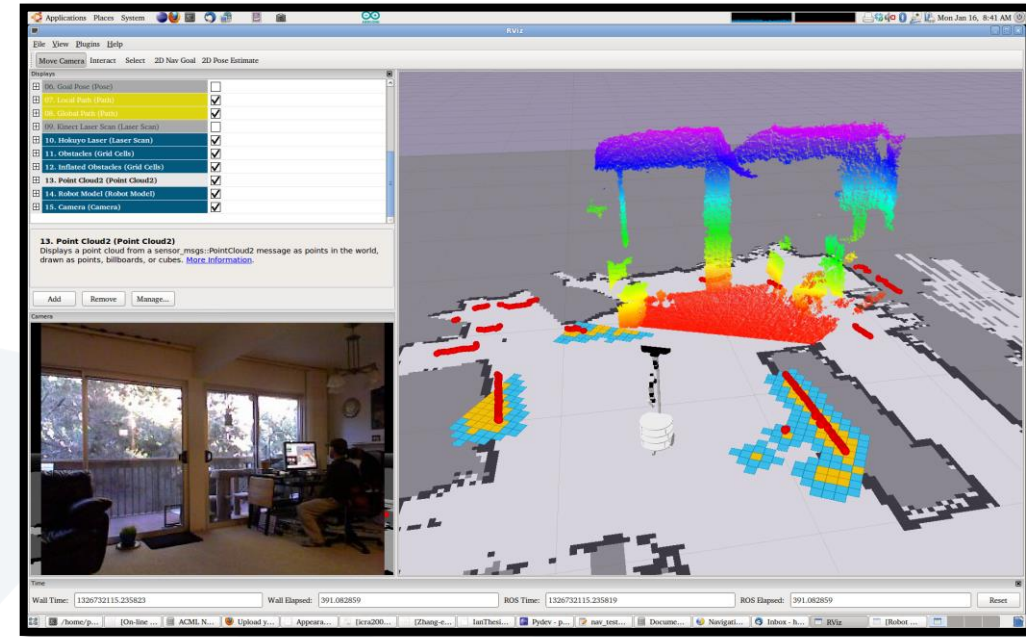 Applications Places System
Mon Jan 16, 8:41 AM
RViz
File View Plugins Help
Move Camera Interact Select 2D Nav Goal 2D Pose Estimate
Displays
06. Goal Pose (Pose)
07. Local Path (Path)
08. Global Path (Path)
09. Kinect Laser Scan (Laser Scan)
10. Hokuyo Laser (Laser Scan)
11. Obstacles (Grid Cells)
12. Inflated Obstacles (Grid Cells)
13. Point Cloud2 (Point Cloud2)
14. Robot Model (Robot Model)
15. Camera (Camera)
13. Point Cloud2 (Point Cloud2)
Displays a point cloud from a sensor_msgs::PointCloud2 message as points in the world,
drawn as points, billboards, or cubes. More Information.
Add Remove Manage...
Camera
Time
Wall Time: 1326732115.235823 Wall Elapsed: 391.082859 ROS Time: 1326732115.235819 ROS Elapsed: 391.082859 Reset
/home/p... [On-line ... ACML N... Upload y... Appeara... [icra200... [Zhang-e... IanThesi... Pydev - p... nav_test... Docume... Navigati... Inbox - h... RViz [Robot ...